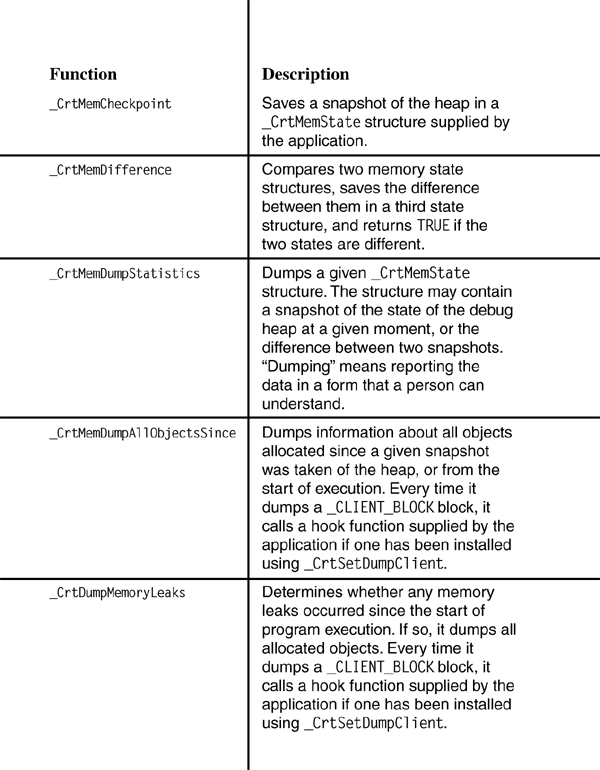 Function Description
_CrtMemCheckpoint Saves a snapshot of the heap in a
_CrtMemState structure supplied by
the application.
_CrtMemDifference Compares two memory state
structures, saves the difference
between them in a third state
structure, and returns TRUE if the
two states are different.
_CrtMemDumpStatistics Dumps a given _CrtMemState
structure. The structure may contain
a snapshot of the state of the debug
heap at a given moment, or the
difference between two snapshots.
“Dumping” means reporting the
data in a form that a person can
understand.
_CrtMemDumpAllObjectsSince Dumps information about all objects
allocated since a given snapshot
was taken of the heap, or from the
start of execution. Every time it
dumps a _CLIENT_BLOCK block, it
calls a hook function supplied by the
application if one has been installed
using _CrtSetDumpClient.
_CrtDumpMemoryLeaks Determines whether any memory
leaks occurred since the start of
program execution. If so, it dumps all
allocated objects. Every time it
dumps a _CLIENT_BLOCK block, it
calls a hook function supplied by the
application if one has been installed
using _CrtSetDumpClient.